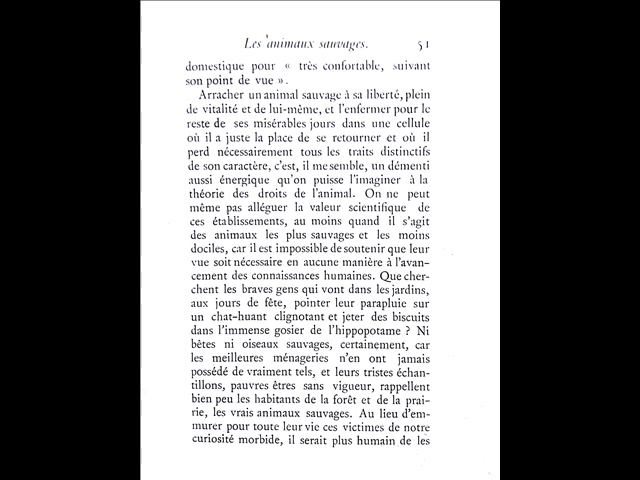 Les animaux sauvages. 51
domestique pour « très confortable, suivant
son point de vue ».
Arracher un animal sauvage à sa liberté, plein
de vitalité et de lui-même, et l'enfermer pour le
reste de ses misérables jours dans une cellule
où il a juste la place de se retourner et où il
perd nécessairement tous les traits distinctifs
de son caractère, c'est, il me semble, un démenti
aussi énergique qu'on puisse l'imaginer à la
théorie des droits de l'animal. On ne peut
même pas alléguer la valeur scientifique de
ces établissements, au moins quand il s'agit
des animaux les plus sauvages et les moins
dociles, car il est impossible de soutenir que leur
vue soit nécessaire en aucune manière à l'avan-
cement des connaissances humaines. Que cher-
chent les braves gens qui vont dans les jardins,
aux jours de fête, pointer leur parapluie sur
un chat-huant clignotant et jeter des biscuits
dans l'immense gosier de l'hippopotame ? Ni
bêtes ni oiseaux sauvages, certainement, car
les meilleures ménageries n'en ont jamais
possédé de vraiment tels, et leurs tristes échan-
tillons, pauvres êtres sans vigueur, rappellent
bien peu les habitants de la forêt et de la prai-
rie, les vrais animaux sauvages. Au lieu d'em-
murer pour toute leur vie ces victimes de notre
curiosité morbide, il serait plus humain de les